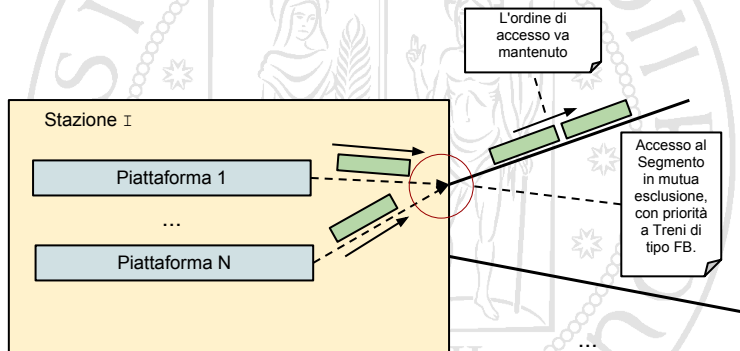 L'ordine di
accesso va
mantenuto
Stazione I
Piattaforma 1
...
Piattaforma N
Accesso al
Segmento
in mutua
esclusione,
con priorità
a Treni di
tipo FB.
...